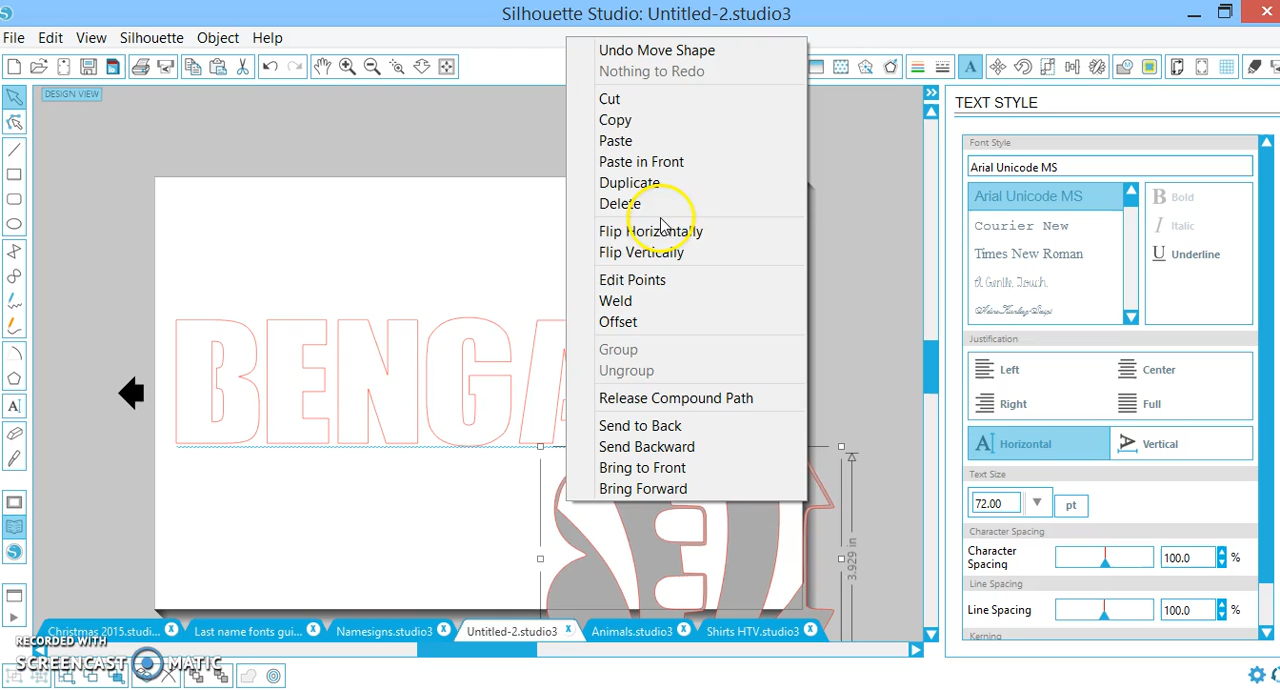 Silhouette Studio: Untitled-2.studio3
File Edit View Silhouette Object Help
DESIGN VIEW
Undo Move Shape
Nothing to Redo
Cut
Copy
Paste
Paste in Front
Duplicate
Delete
Flip Horizontally
Flip Vertically
Edit Points
Weld
Offset
Group
Ungroup
Release Compound Path
Send to Back
Send Backward
Bring to Front
Bring Forward
BENGA
3.929 in
TEXT STYLE
Font Style
Arial Unicode MS
Arial Unicode MS
Courier New
Times New Roman
A Gentle Touch
B Bold
I Italic
U Underline
Justification
Left
Center
Right
Full
Horizontal
Vertical
Text Size
72.00 pt
Character Spacing
Character Spacing 100.0 %
Line Spacing
Line Spacing 100.0 %
Kerning
Christmas 2015.studi... Last name fonts gui... Namesigns.studio3 Untitled-2.studio3 Animals.studio3 Shirts HTV.studio3
RECORDED WITH
SCREENCAST MATIC